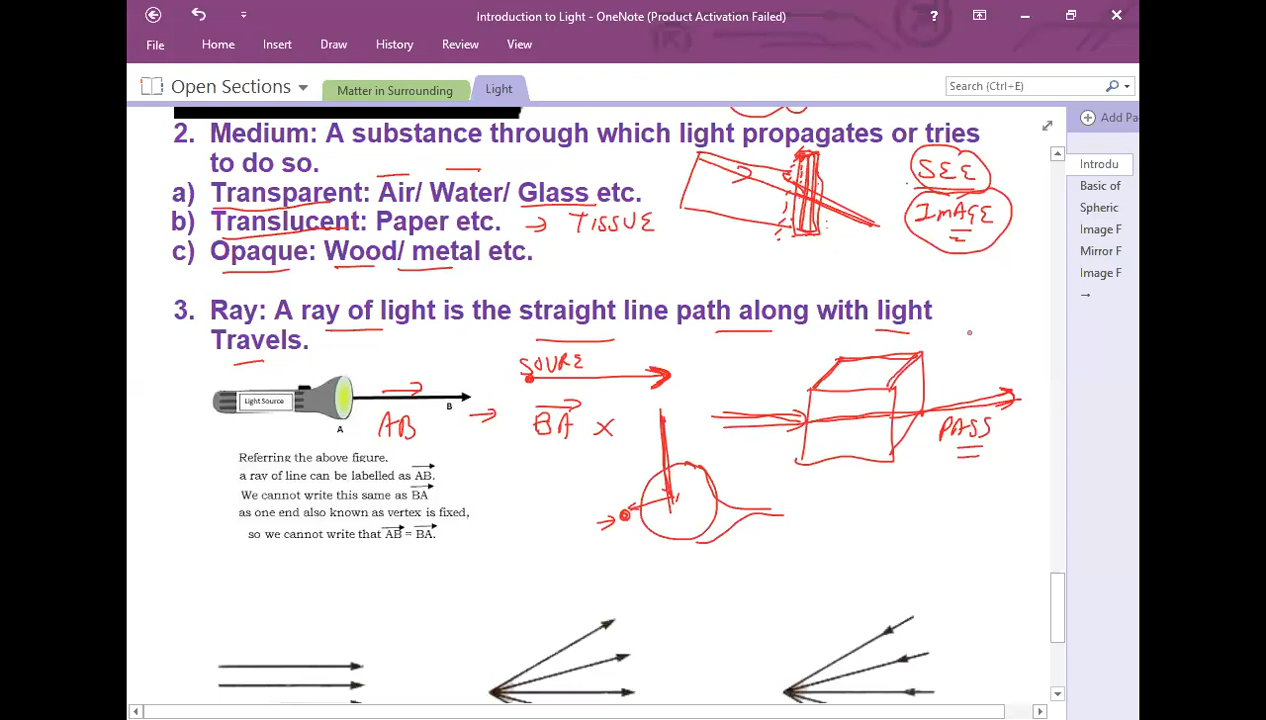 Introduction to Light - OneNote (Product Activation Failed)
?
File Home Insert Draw History Review View
Open Sections Matter in Surrounding Light
Search (Ctrl+E)
Add Pa
Introdu
Basic of
Spheric
Image F
Mirror F
Image F
2. Medium: A substance through which light propagates or tries
to do so.
a) Transparent: Air/ Water/ Glass etc.
b) Translucent: Paper etc. → TISSUE
c) Opaque: Wood/ metal etc.
SEE
IMAGE
3. Ray: A ray of light is the straight line path along with light
Travels.
SOURE
Light Source
A
B
AB
BA ×
PASS
Referring the above figure.
a ray of line can be labelled as AB.
We cannot write this same as BA
as one end also known as vertex is fixed,
so we cannot write that AB = BA.